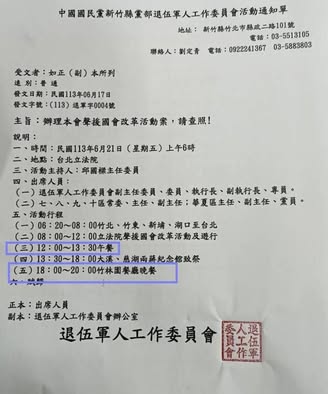 中國國民黨新竹縣黨部退伍軍人工作委員會活動通知單
地址：新竹縣竹北市縣政二路101號
電話：03-5513105
聯絡人：劉定青 電話：0922241367 03-5883803
受文者：如正（副）本所列
速別：普通
發文日期：民國113年06月17日
發文字號：(113)退軍字0004號
主旨：辦理本會聲援國會改革活動案，請查照！
說明：
一、時間：民國113年06月21日（星期五）上午6時
二、地點：台北立法院
三、活動主持人：邱國標主任委員
四、出席人員：
（一）退伍軍人工作委員會副主任委員、委員、執行長、副執行長、專員。
（二）七、八、九、十區常委、主任、副主任；華夏區主任、副主任、黨員。
五、活動行程
（一）06:20～08:00竹北、竹東、新埔、湖口至台北
（二）08:00～12:00立法院聲援國會改革活動及遊行
（三）12:00～13:30午餐
（四）13:30～18:00大溪、慈湖兩蔣紀念館致祭
（五）18:00～20:00竹林園餐廳晚餐
正本：出席人員
副本：退伍軍人工作委員會辦公室
退伍軍人工作委員會
退伍軍人工作委員會